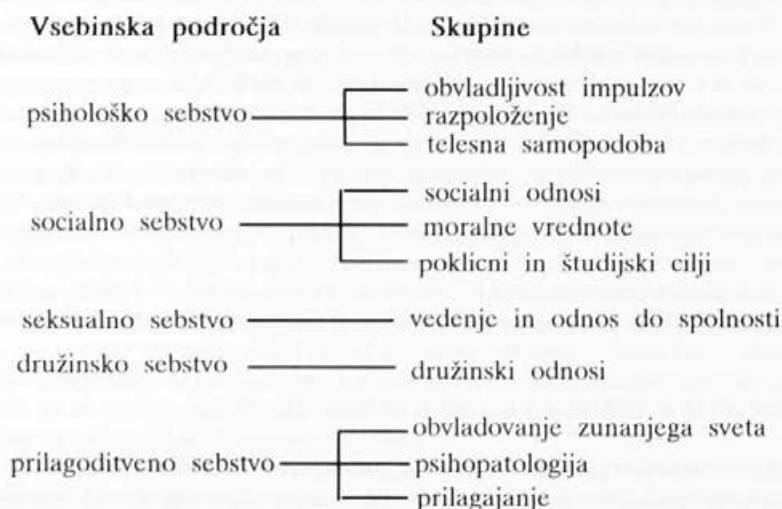 Vsebinska področja Skupine
obvladljivost impulzov
psihološko sebstvo razpoloženje
telesna samopodoba
socialni odnosi
socialno sebstvo moralne vrednote
poklicni in študijski cilji
seksualno sebstvo vedenje in odnos do spolnosti
družinsko sebstvo družinski odnosi
obvladovanje zunanjega sveta
prilagoditveno sebstvo psihopatologija
prilagajanje